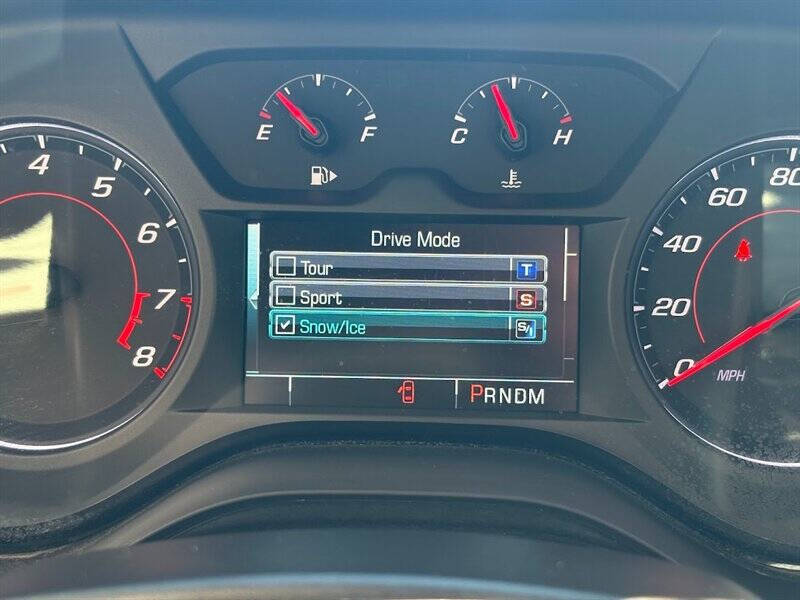 E F
C H
4 5 6 7 8
Drive Mode
Tour T
Sport S
Snow/Ice S/I
PRNDM
0 20 40 60 80
MPH